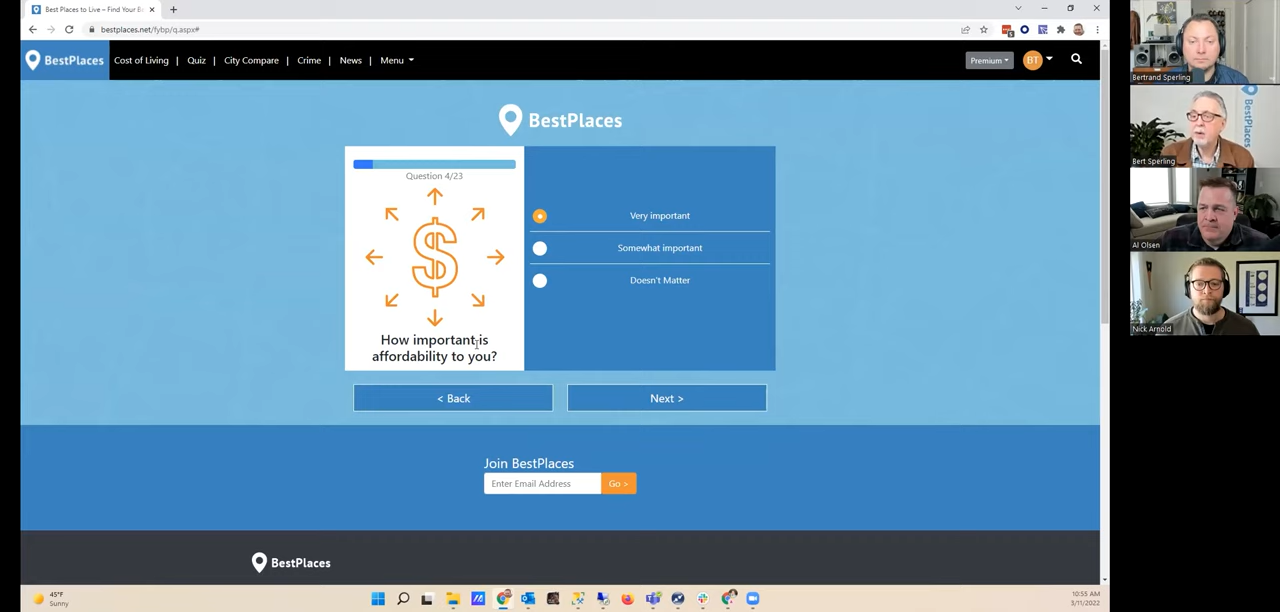 Best Places to Live – Find Your B
bestplaces.net/fybp/q.aspx#
BestPlaces
Cost of Living | Quiz | City Compare | Crime | News | Menu
Premium
BT
BestPlaces
Question 4/23
$
How important is
affordability to you?
Very important
Somewhat important
Doesn't Matter
< Back
Next >
Join BestPlaces
Enter Email Address
Go >
BestPlaces
Bertrand Sperling
BestPlaces
Bert Sperling
Al Olsen
Nick Arnold
45°F
Sunny
10:55 AM
3/11/2022